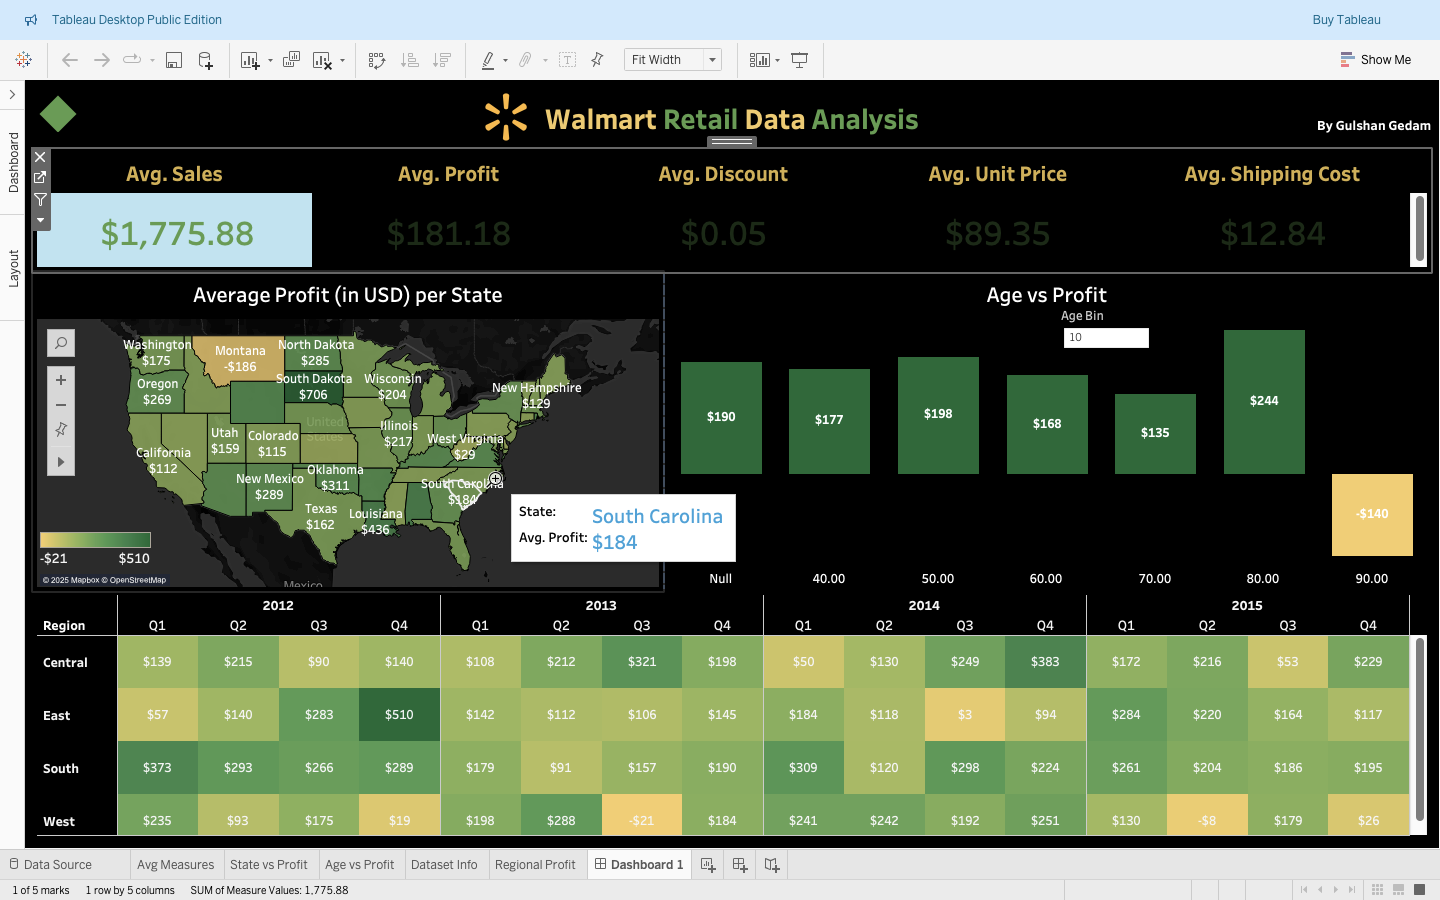 Tableau Desktop Public Edition
Buy Tableau
Fit Width
Show Me
Dashboard
Layout
Walmart Retail Data Analysis
By Gulshan Gedam
Avg. Sales Avg. Profit Avg. Discount Avg. Unit Price Avg. Shipping Cost
$1,775.88 $181.18 $0.05 $89.35 $12.84
Average Profit (in USD) per State
Washington
$175
Montana
-$186
North Dakota
$285
Oregon
$269
South Dakota
$706
Wisconsin
$204
New Hampshire
$129
United
States
Utah
$159
Colorado
$115
Illinois
$217
West Virginia
$29
California
$112
New Mexico
$289
Oklahoma
$311
South Carolina
$184
Texas
$162
Louisiana
$436
Mexico
-$21 $510
© 2025 Mapbox © OpenStreetMap
State: South Carolina
Avg. Profit: $184
Age vs Profit
Age Bin
10
$190 $177 $198 $168 $135 $244 -$140
Null 40.00 50.00 60.00 70.00 80.00 90.00
2012 2013 2014 2015
Region Q1 Q2 Q3 Q4 Q1 Q2 Q3 Q4 Q1 Q2 Q3 Q4 Q1 Q2 Q3 Q4
Central $139 $215 $90 $140 $108 $212 $321 $198 $50 $130 $249 $383 $172 $216 $53 $229
East $57 $140 $283 $510 $142 $112 $106 $145 $184 $118 $3 $94 $284 $220 $164 $117
South $373 $293 $266 $289 $179 $91 $157 $190 $309 $120 $298 $224 $261 $204 $186 $195
West $235 $93 $175 $19 $198 $288 -$21 $184 $241 $242 $192 $251 $130 -$8 $179 $26
Data Source Avg Measures State vs Profit Age vs Profit Dataset Info Regional Profit Dashboard 1
1 of 5 marks 1 row by 5 columns SUM of Measure Values: 1,775.88